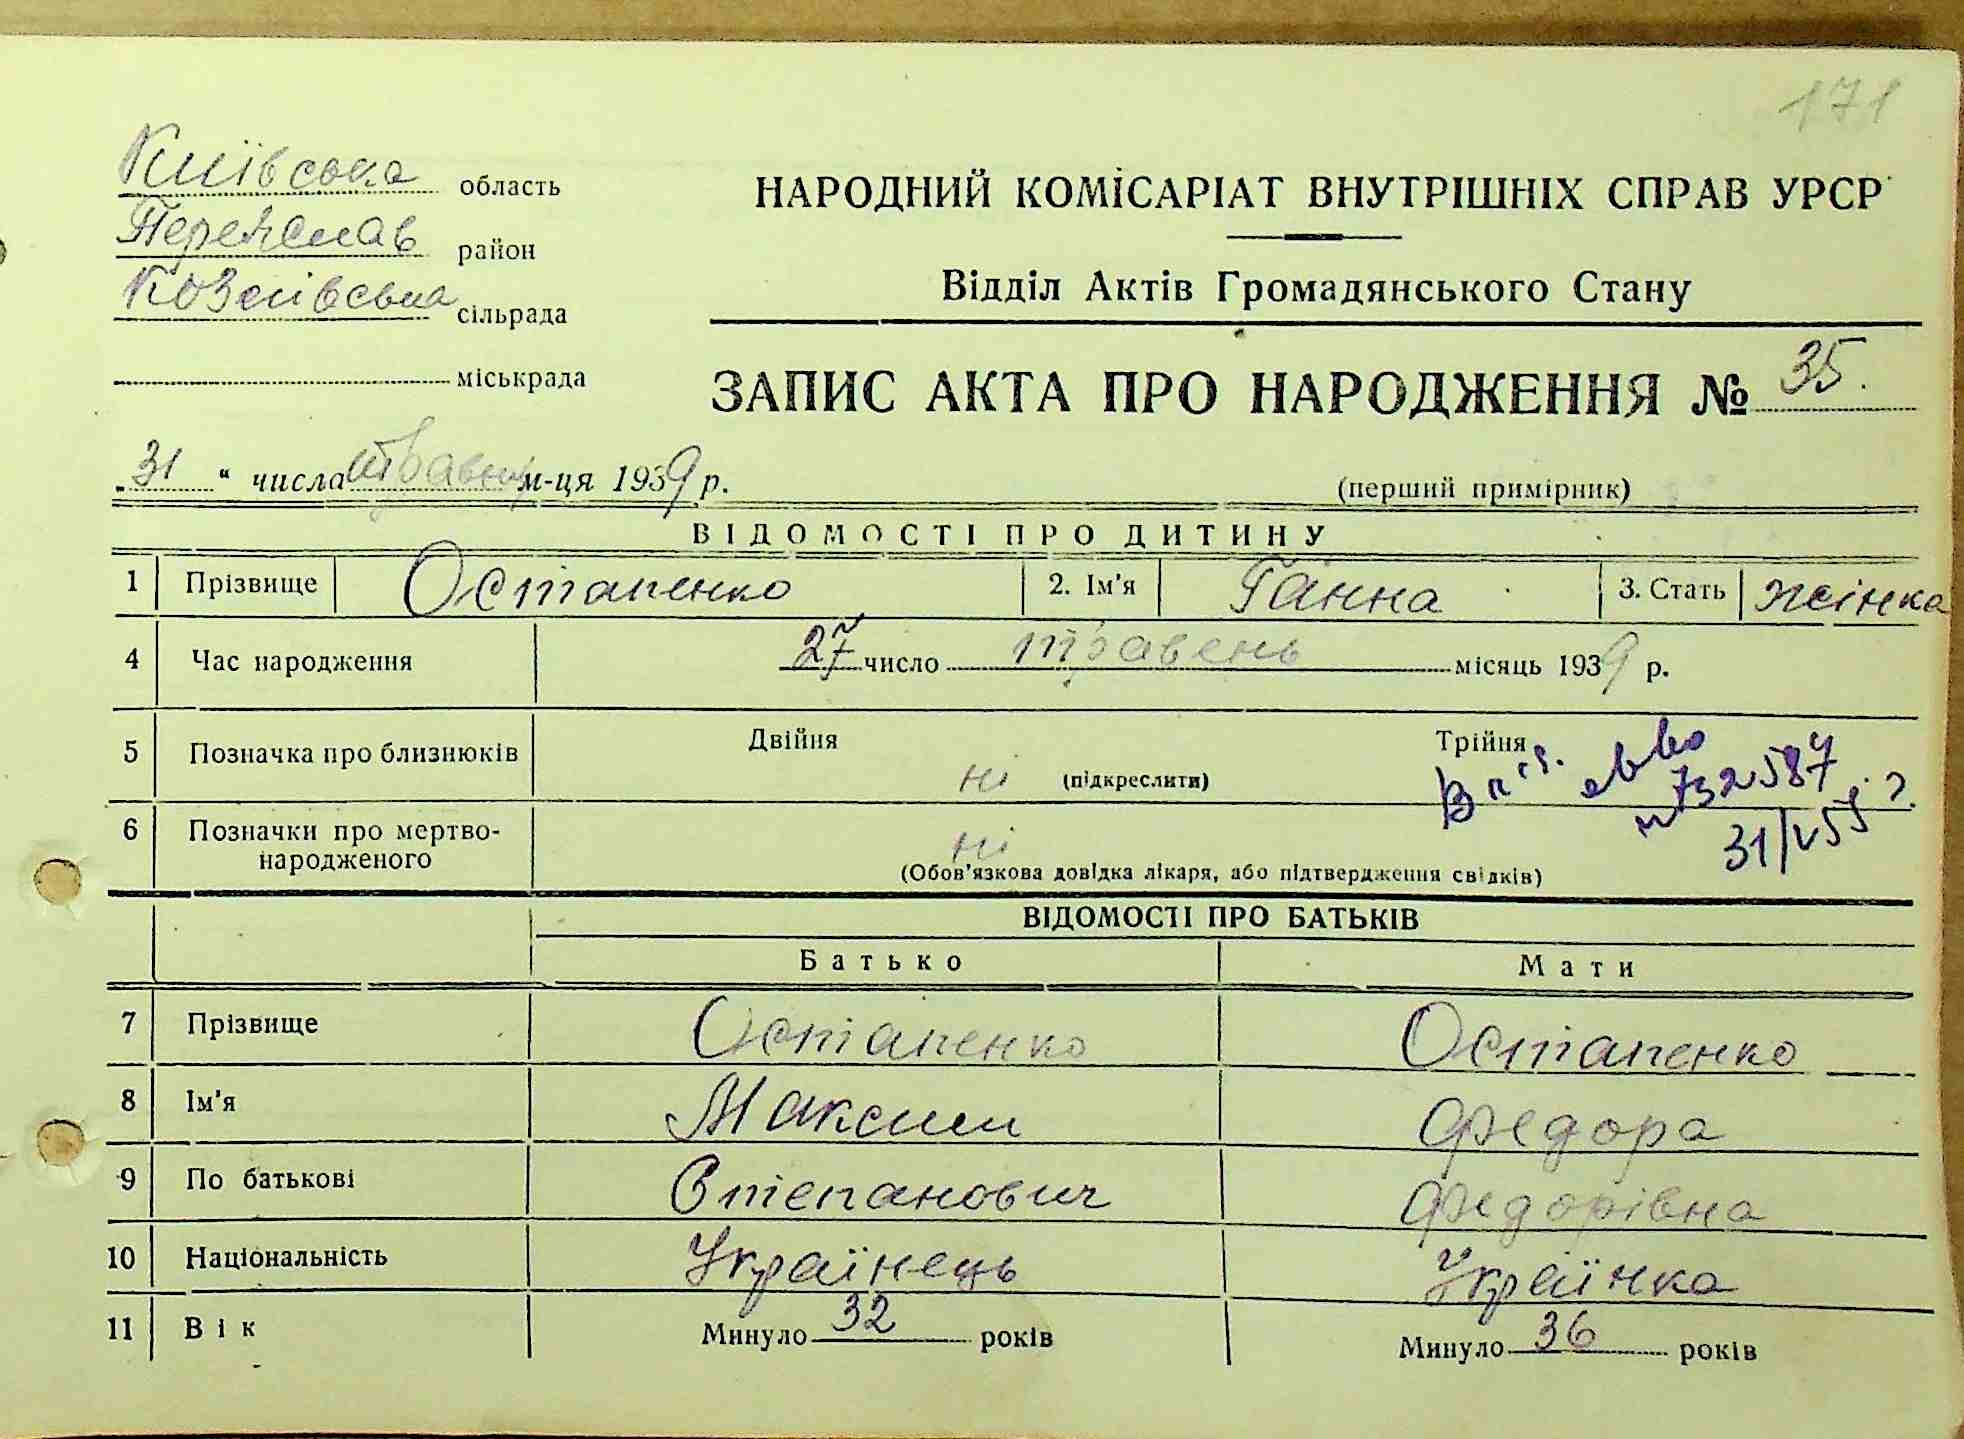 171
Київська область
Переяслав район
Козлівська сільрада
міськрада
НАРОДНИЙ КОМІСАРІАТ ВНУТРІШНІХ СПРАВ УРСР
Відділ Актів Громадянського Стану
ЗАПИС АКТА ПРО НАРОДЖЕННЯ № 35.
„31" числа травня м-ця 1939 р.
(перший примірник)
ВІДОМОСТІ ПРО ДИТИНУ
1 Прізвище Остапенко 2. Ім'я Ганна 3. Стать жінка
4 Час народження 27 число травень місяць 1939 р.
5 Позначка про близнюків Двійня ні (підкреслити) Трійня
732587
31/V 55 г.
6 Позначки про мертво-
народженого ні
(Обов'язкова довідка лікаря, або підтвердження свідків)
ВІДОМОСТІ ПРО БАТЬКІВ
Батько Мати
7 Прізвище Остапенко Остапенко
8 Ім'я Максим Федора
9 По батькові Степанович Федорівна
10 Національність Українець Українка
11 Вік Минуло 32 років Минуло 36 років